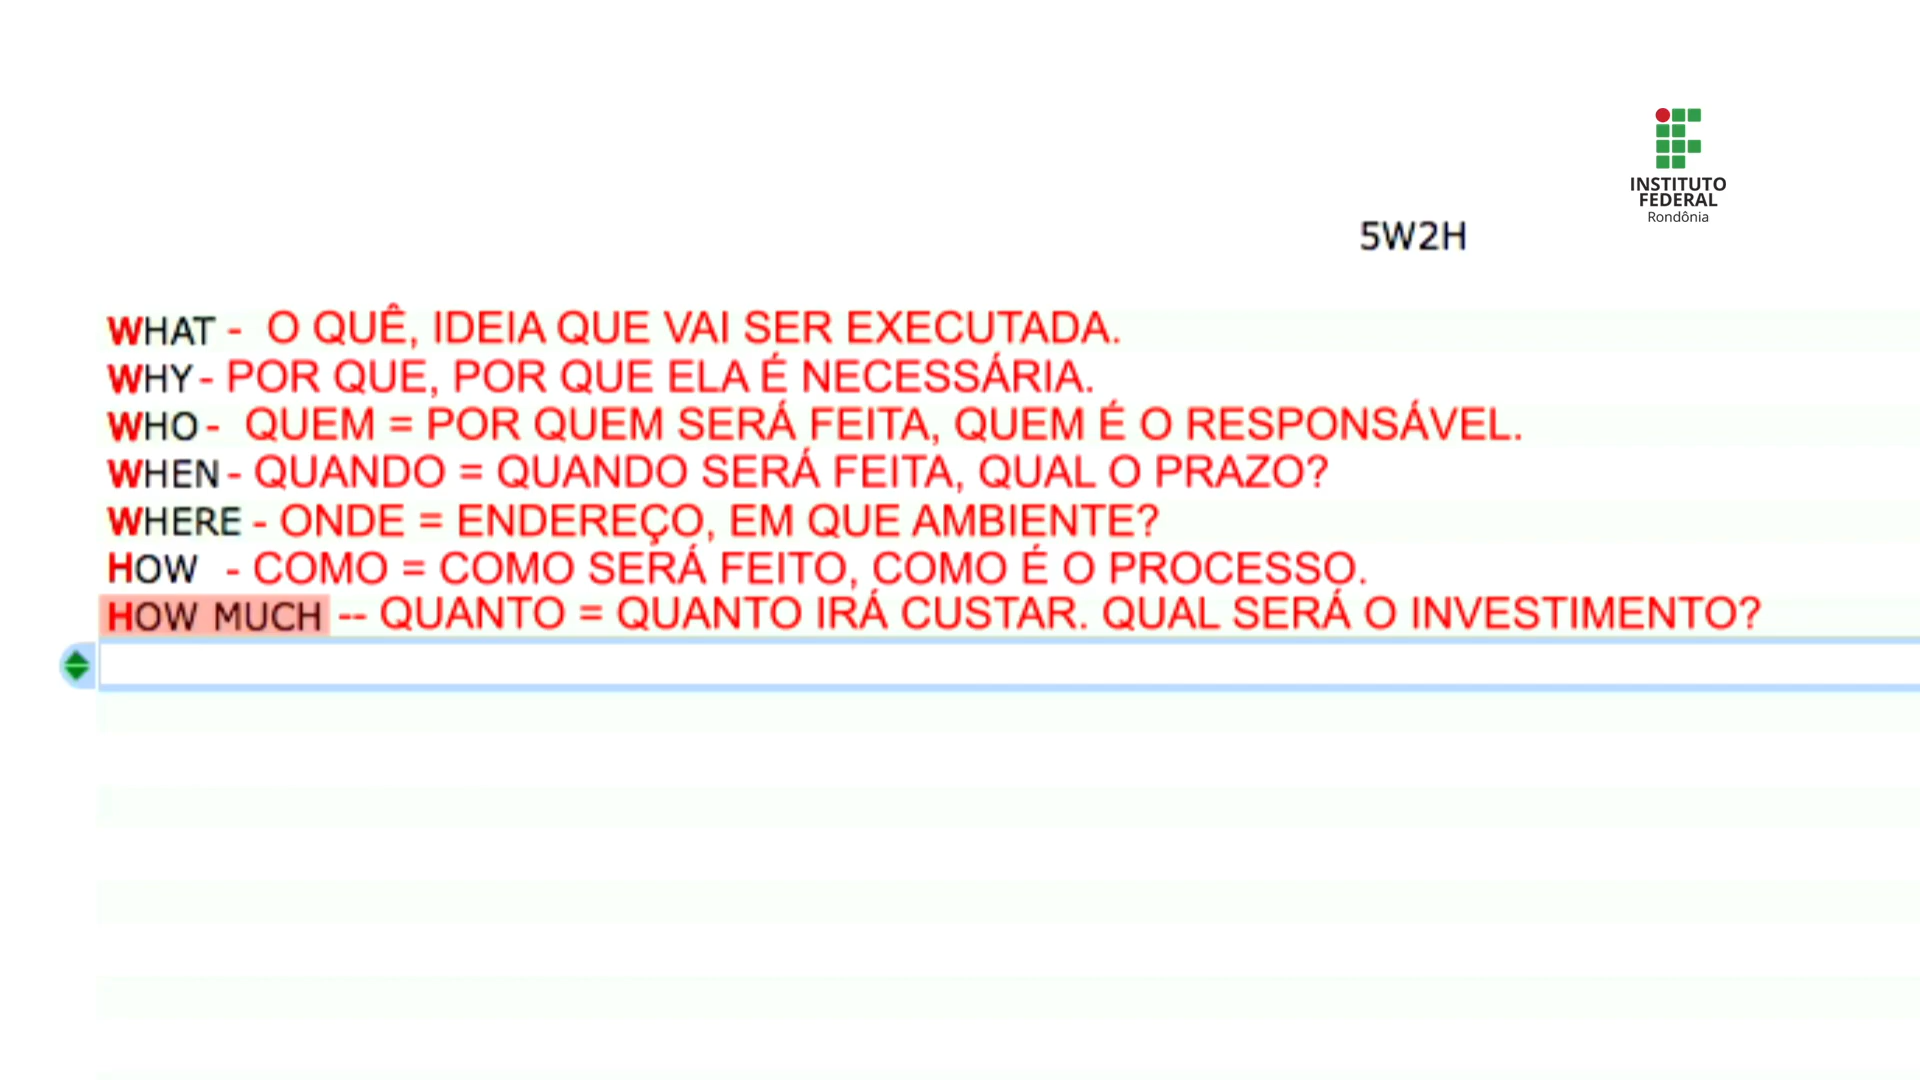 INSTITUTO
FEDERAL
Rondônia
5W2H
WHAT - O QUÊ, IDEIA QUE VAI SER EXECUTADA.
WHY - POR QUE, POR QUE ELA É NECESSÁRIA.
WHO - QUEM = POR QUEM SERÁ FEITA, QUEM É O RESPONSÁVEL.
WHEN - QUANDO = QUANDO SERÁ FEITA, QUAL O PRAZO?
WHERE - ONDE = ENDEREÇO, EM QUE AMBIENTE?
HOW - COMO = COMO SERÁ FEITO, COMO É O PROCESSO.
HOW MUCH -- QUANTO = QUANTO IRÁ CUSTAR. QUAL SERÁ O INVESTIMENTO?